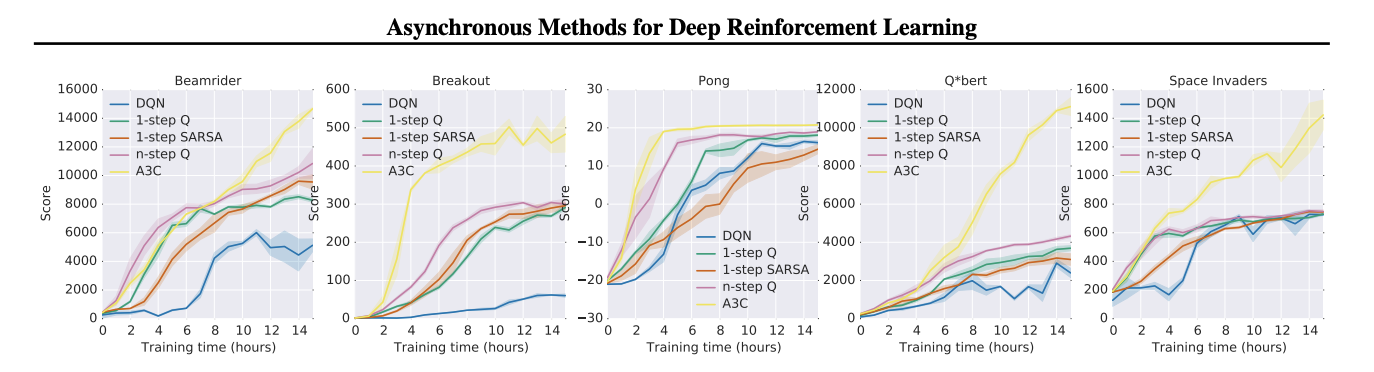 Asynchronous Methods for Deep Reinforcement Learning
Beamrider
16000
14000
12000
10000
8000
6000
4000
2000
0
Score
DQN
1-step Q
1-step SARSA
n-step Q
A3C
0 2 4 6 8 10 12 14
Training time (hours)
Breakout
600
500
400
300
200
100
0
Score
DQN
1-step Q
1-step SARSA
n-step Q
A3C
0 2 4 6 8 10 12 14
Training time (hours)
Pong
30
20
10
0
−10
−20
−30
Score
DQN
1-step Q
1-step SARSA
n-step Q
A3C
0 2 4 6 8 10 12 14
Training time (hours)
Q*bert
12000
10000
8000
6000
4000
2000
0
Score
DQN
1-step Q
1-step SARSA
n-step Q
A3C
0 2 4 6 8 10 12 14
Training time (hours)
Space Invaders
1600
1400
1200
1000
800
600
400
200
0
Score
DQN
1-step Q
1-step SARSA
n-step Q
A3C
0 2 4 6 8 10 12 14
Training time (hours)